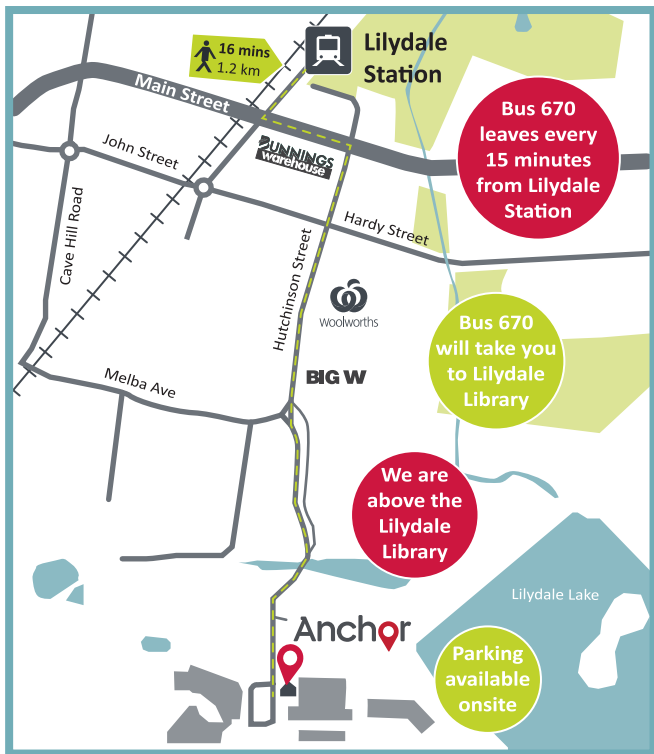 16 mins
1.2 km
Lilydale
Station
Main Street
John Street
BUNNINGS
warehouse
Bus 670
leaves every
15 minutes
from Lilydale
Station
Cave Hill Road
Hardy Street
Hutchinson Street
woolworths
Bus 670
will take you
to Lilydale
Library
BIG W
Melba Ave
We are
above the
Lilydale
Library
Lilydale Lake
Anchor
Parking
available
onsite